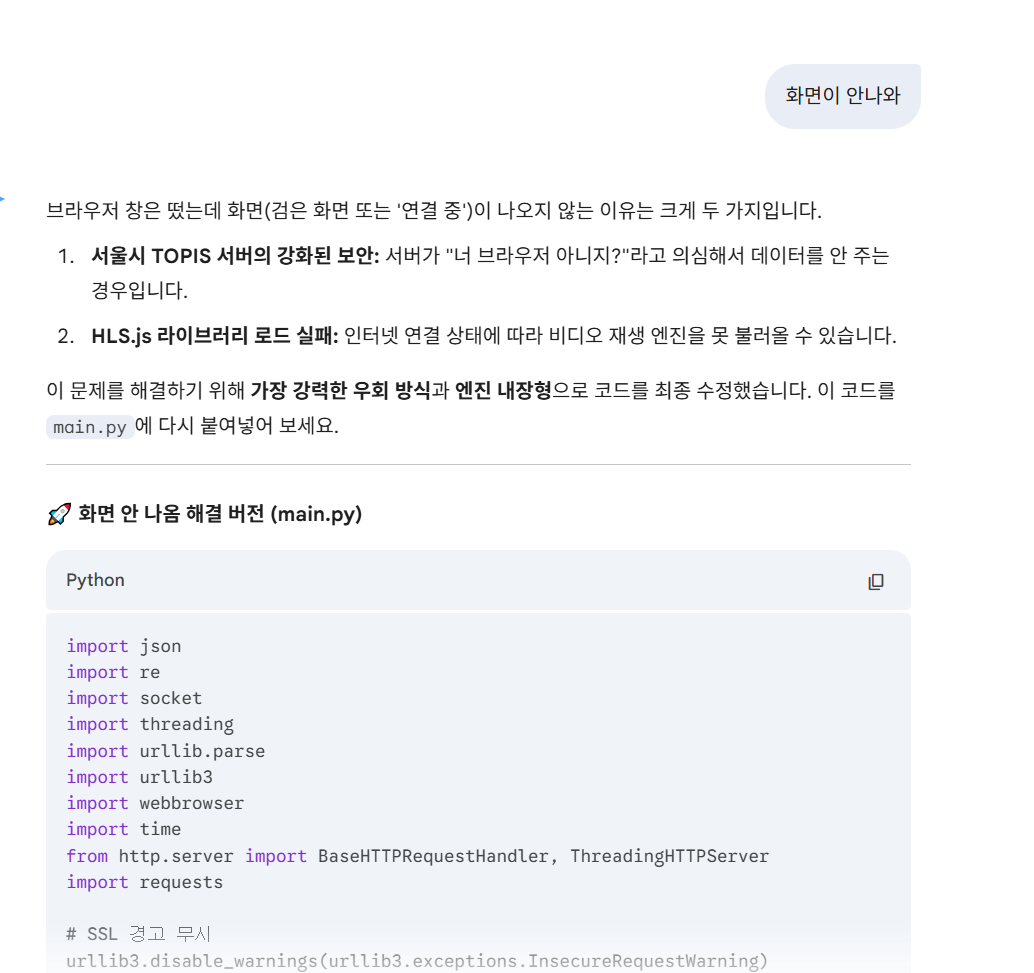 화면이 안나와
브라우저 창은 떴는데 화면(검은 화면 또는 '연결 중')이 나오지 않는 이유는 크게 두 가지입니다.
1. 서울시 TOPIS 서버의 강화된 보안: 서버가 "너 브라우저 아니지?"라고 의심해서 데이터를 안 주는
경우입니다.
2. HLS.js 라이브러리 로드 실패: 인터넷 연결 상태에 따라 비디오 재생 엔진을 못 불러올 수 있습니다.
이 문제를 해결하기 위해 가장 강력한 우회 방식과 엔진 내장형으로 코드를 최종 수정했습니다. 이 코드를
main.py에 다시 붙여넣어 보세요.
🚀 화면 안 나옴 해결 버전 (main.py)
Python
import json
import re
import socket
import threading
import urllib.parse
import urllib3
import webbrowser
import time
from http.server import BaseHTTPRequestHandler, ThreadingHTTPServer
import requests
# SSL 경고 무시
urllib3.disable_warnings(urllib3.exceptions.InsecureRequestWarning)